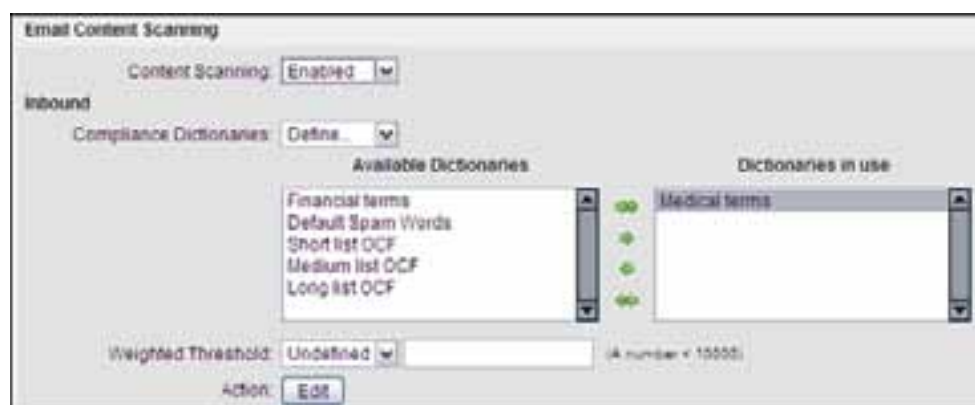 Email Content Scanning
Content Scanning: Enabled
Inbound
Compliance Dictionaries: Define...
Available Dictionaries
Dictionaries in use
Financial terms
Default Spam Words
Short list OCF
Medium list OCF
Long list OCF
Medical terms
Weighted Threshold: Undefined
(A number <
Action: Edit